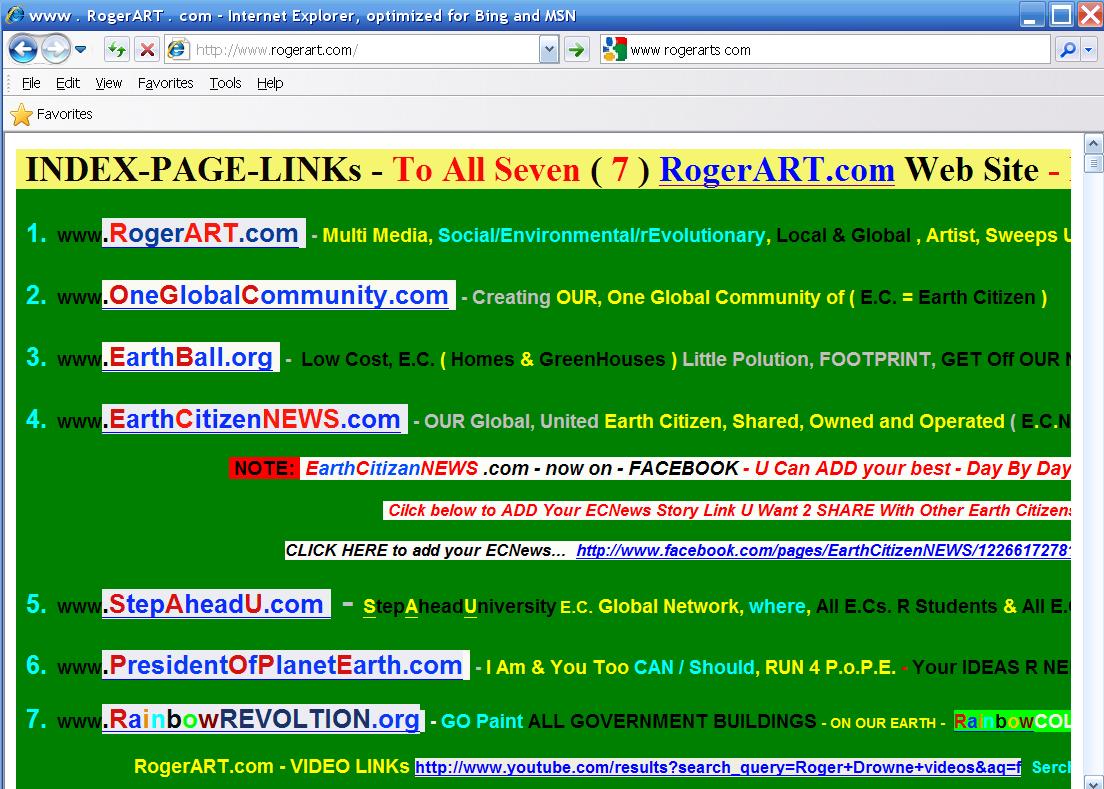 www . RogerART . com - Internet Explorer, optimized for Bing and MSN
http://www.rogerart.com/
www rogerarts com
File Edit View Favorites Tools Help
Favorites
INDEX-PAGE-LINKs - To All Seven ( 7 ) RogerART.com Web Site -
1. www.RogerART.com - Multi Media, Social/Environmental/rEvolutionary, Local & Global , Artist, Sweeps U
2. www.OneGlobalCommunity.com - Creating OUR, One Global Community of ( E.C. = Earth Citizen )
3. www.EarthBall.org - Low Cost, E.C. ( Homes & GreenHouses ) Little Polution, FOOTPRINT, GET Off OUR
4. www.EarthCitizenNEWS.com - OUR Global, United Earth Citizen, Shared, Owned and Operated ( E.C.N
NOTE: EarthCitizanNEWS .com - now on - FACEBOOK - U Can ADD your best - Day By Day
Cilck below to ADD Your ECNews Story Link U Want 2 SHARE With Other Earth Citizens
CLICK HERE to add your ECNews... http://www.facebook.com/pages/EarthCitizenNEWS/1226617278
5. www.StepAheadU.com - StepAheadUniversity E.C. Global Network, where, All E.Cs. R Students & All E.C
6. www.PresidentOfPlanetEarth.com - I Am & You Too CAN / Should, RUN 4 P.o.P.E. - Your IDEAS R NE
7. www.RainbowREVOLTION.org - GO Paint ALL GOVERNMENT BUILDINGS - ON OUR EARTH - RainbowCOL
RogerART.com - VIDEO LINKs http://www.youtube.com/results?search_query=Roger+Drowne+videos&aq=f Serch